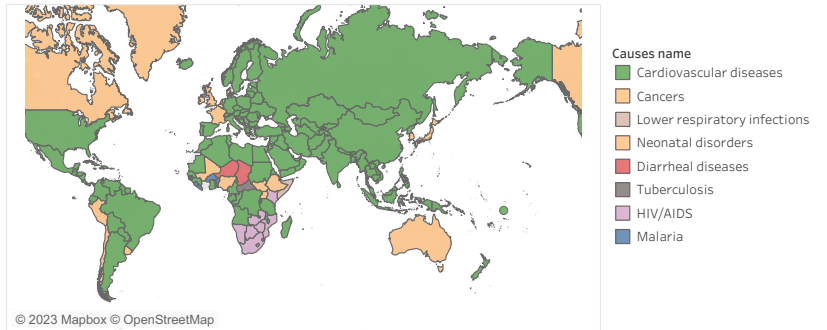 Causes name
Cardiovascular diseases
Cancers
Lower respiratory infections
Neonatal disorders
Diarrheal diseases
Tuberculosis
HIV/AIDS
Malaria
© 2023 Mapbox © OpenStreetMap